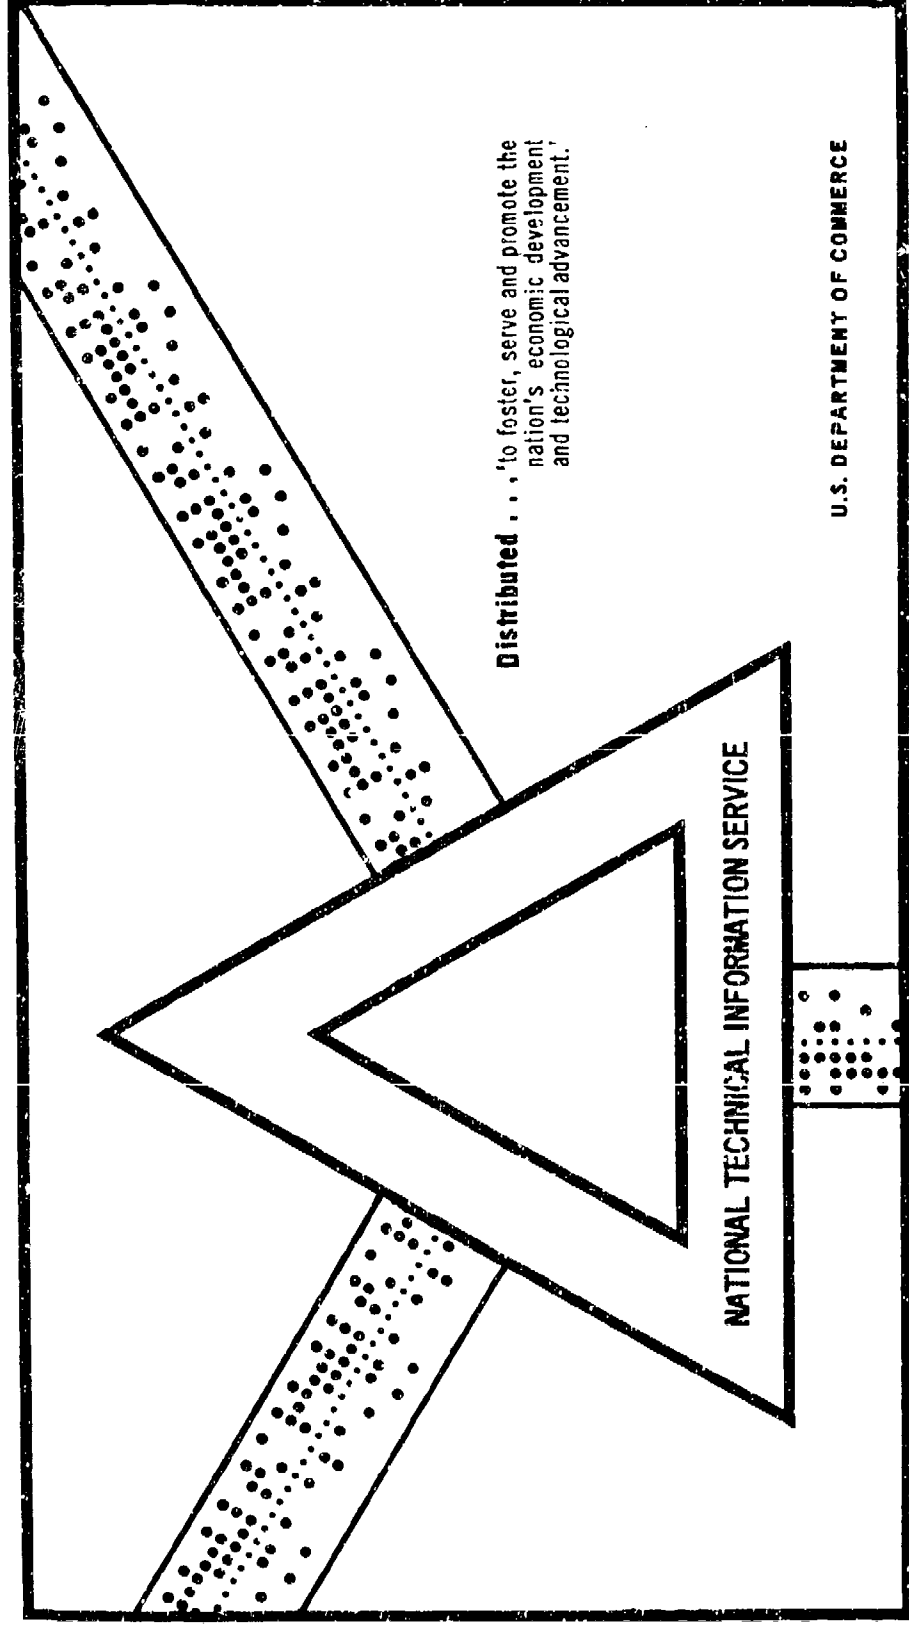 Distributed . . . 'to foster, serve and promote the
nation's economic development
and technological advancement.'
NATIONAL TECHNICAL INFORMATION SERVICE
U.S. DEPARTMENT OF COMMERCE